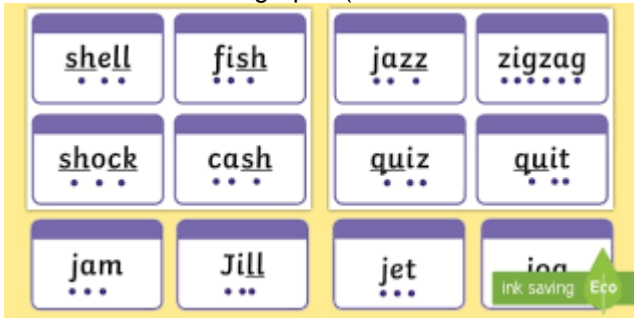 shell fish jazz zigzag
shock cash quiz quit
jam Jill jet
ink saving Eco